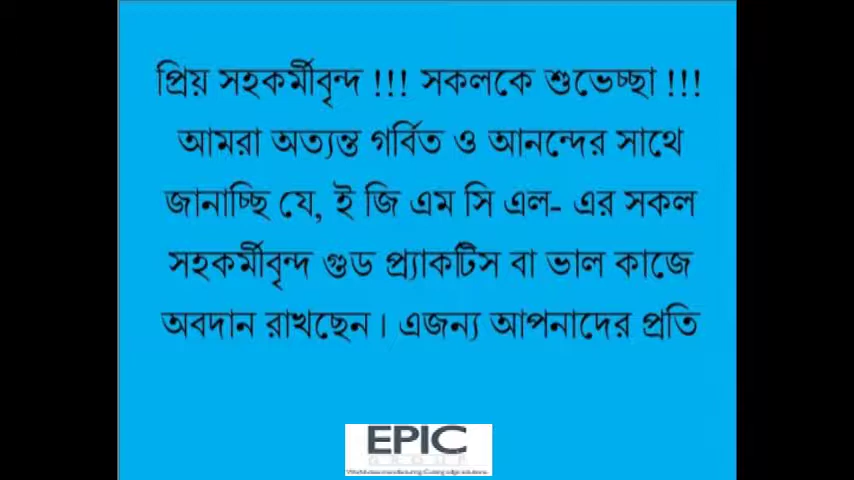 প্রিয় সহকর্মীবৃন্দ !!! সকলকে শুভেচ্ছা !!!
আমরা অত্যন্ত গর্বিত ও আনন্দের সাথে
জানাচ্ছি যে, ই জি এম সি এল- এর সকল
সহকর্মীবৃন্দ গুড প্র্যাকটিস বা ভাল কাজে
অবদান রাখছেন। এজন্য আপনাদের প্রতি
EPIC
GROUP